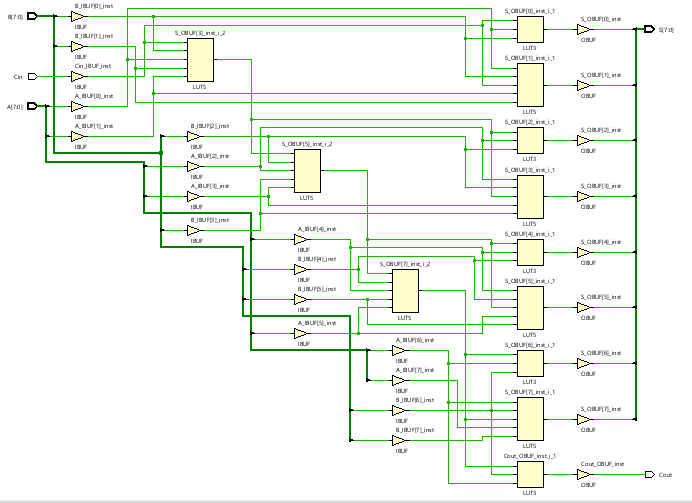 B_IBUF[0]_inst
B[7:0]
IBUF
B_IBUF[1]_inst
IBUF
Cin_IBUF_inst
Cin
IBUF
A_IBUF[0]_inst
A[7:0]
IBUF
A_IBUF[1]_inst
IBUF
S_OBUF[3]_inst_i_2
LUT5
B_IBUF[2]_inst
IBUF
A_IBUF[2]_inst
IBUF
A_IBUF[3]_inst
IBUF
B_IBUF[3]_inst
IBUF
S_OBUF[5]_inst_i_2
LUT5
A_IBUF[4]_inst
IBUF
B_IBUF[4]_inst
IBUF
B_IBUF[5]_inst
IBUF
A_IBUF[5]_inst
IBUF
S_OBUF[7]_inst_i_2
LUT5
A_IBUF[6]_inst
IBUF
A_IBUF[7]_inst
IBUF
B_IBUF[6]_inst
IBUF
B_IBUF[7]_inst
IBUF
S_OBUF[0]_inst_i_1
LUT3
S_OBUF[1]_inst_i_1
LUT5
S_OBUF[2]_inst_i_1
LUT3
S_OBUF[3]_inst_i_1
LUT5
S_OBUF[4]_inst_i_1
LUT3
S_OBUF[5]_inst_i_1
LUT5
S_OBUF[6]_inst_i_1
LUT3
S_OBUF[7]_inst_i_1
LUT5
Cout_OBUF_inst_i_1
LUT3
S_OBUF[0]_inst
OBUF
S_OBUF[1]_inst
OBUF
S_OBUF[2]_inst
OBUF
S_OBUF[3]_inst
OBUF
S_OBUF[4]_inst
OBUF
S_OBUF[5]_inst
OBUF
S_OBUF[6]_inst
OBUF
S_OBUF[7]_inst
OBUF
Cout_OBUF_inst
OBUF
S[7:0]
Cout